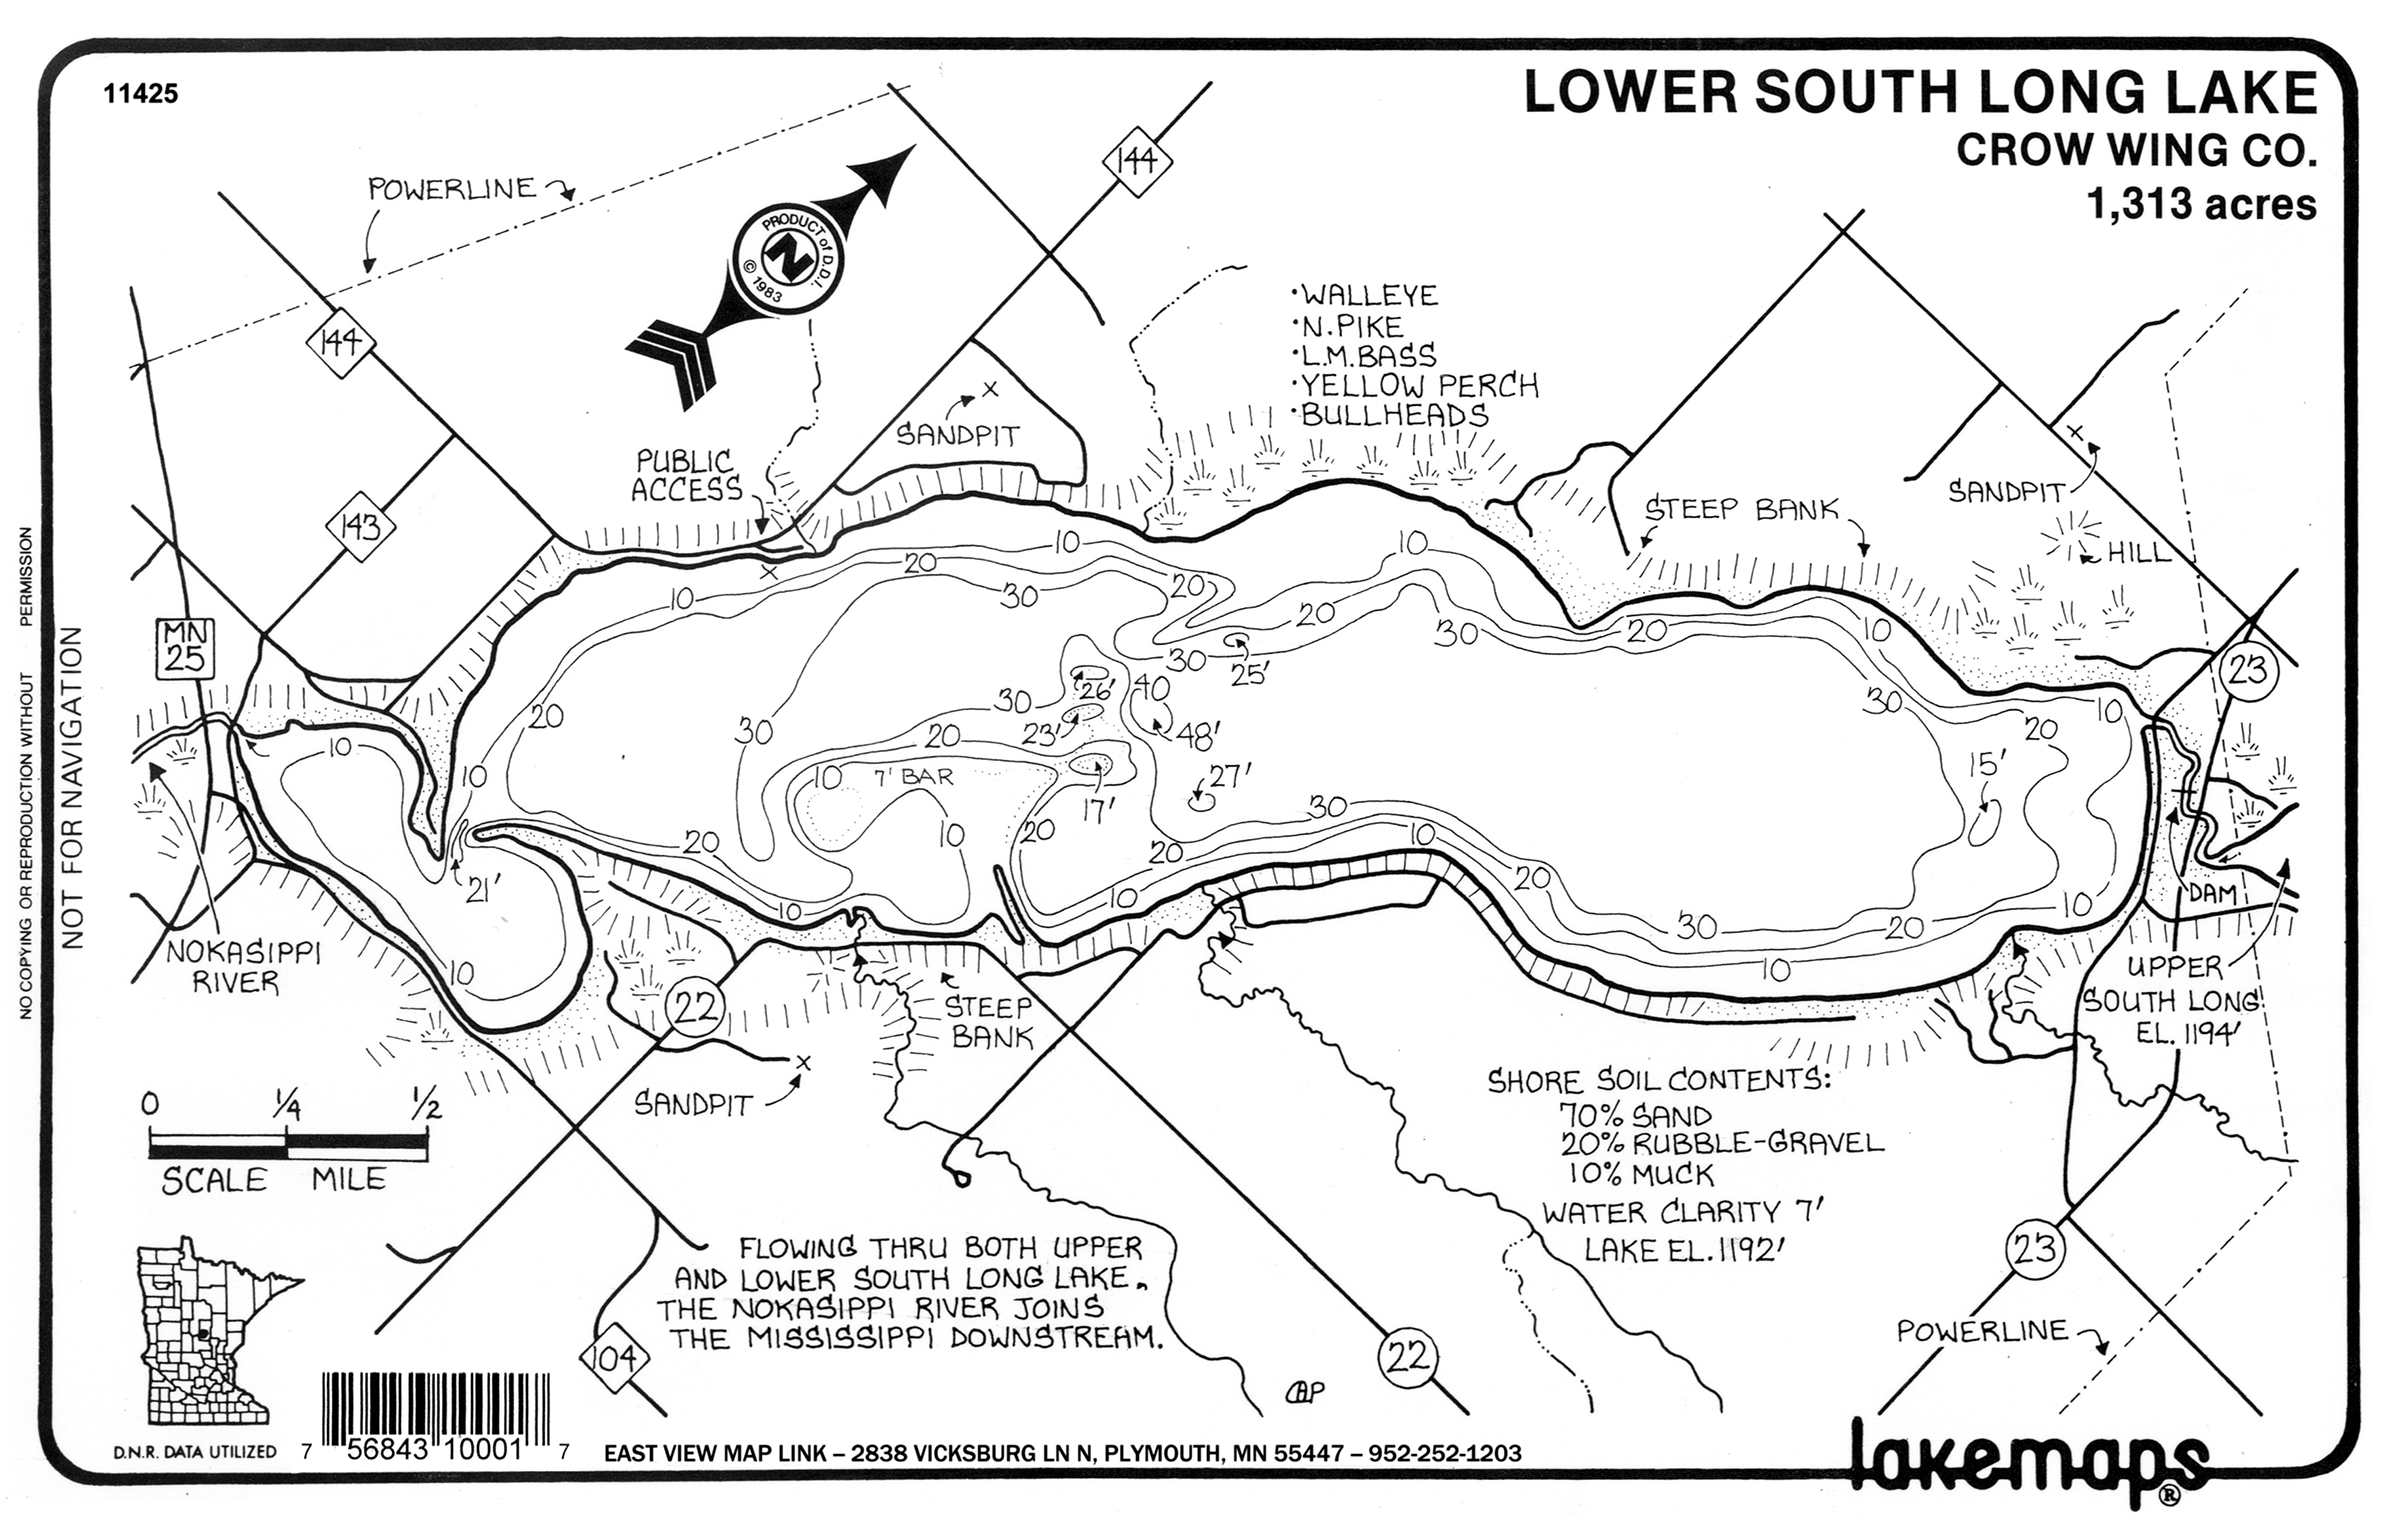 11425
LOWER SOUTH LONG LAKE
CROW WING CO.
1,313 acres
POWERLINE
144
144
PRODUCT of D.D.I.
N
© 1983
•WALLEYE
•N.PIKE
•L.M.BASS
•YELLOW PERCH
•BULLHEADS
SANDPIT
X
PUBLIC
ACCESS
143
STEEP BANK
SANDPIT
X
HILL
MN
25
23
10
20
30
10
20
10
20
30
X
10
20
30
20
10
30
30
25'
26'
40
30
23'
48'
20
30
20
10
7' BAR
17'
27'
30
15'
20
10
10
10
20
10
20
20
10
20
30
10
20
10
21'
10
10
30
20
10
10
DAM
NOKASIPPI
RIVER
22
STEEP
BANK
SANDPIT
X
UPPER
SOUTH LONG
EL. 1194'
0 1/4 1/2
SCALE MILE
SHORE SOIL CONTENTS:
70% SAND
20% RUBBLE-GRAVEL
10% MUCK
WATER CLARITY 7'
LAKE EL. 1192'
23
POWERLINE
FLOWING THRU BOTH UPPER
AND LOWER SOUTH LONG LAKE,
THE NOKASIPPI RIVER JOINS
THE MISSISSIPPI DOWNSTREAM.
104
22
D.N.R. DATA UTILIZED
7 56843 10001 7
EAST VIEW MAP LINK – 2838 VICKSBURG LN N, PLYMOUTH, MN 55447 – 952-252-1203
lakemaps®
NOT FOR NAVIGATION
NO COPYING OR REPRODUCTION WITHOUT PERMISSION